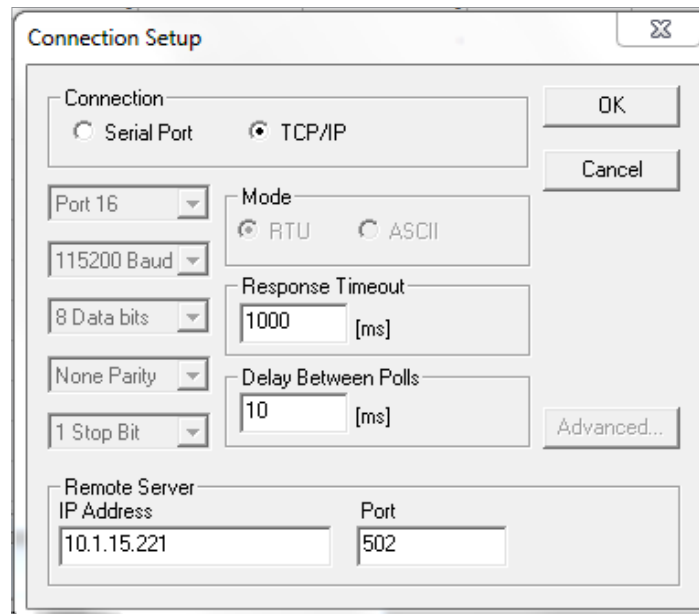 Connection Setup
Connection
Serial Port
TCP/IP
OK
Cancel
Port 16
115200 Baud
8 Data bits
None Parity
1 Stop Bit
Mode
RTU
ASCII
Response Timeout
1000
[ms]
Delay Between Polls
10
[ms]
Advanced...
Remote Server
IP Address
10.1.15.221
Port
502